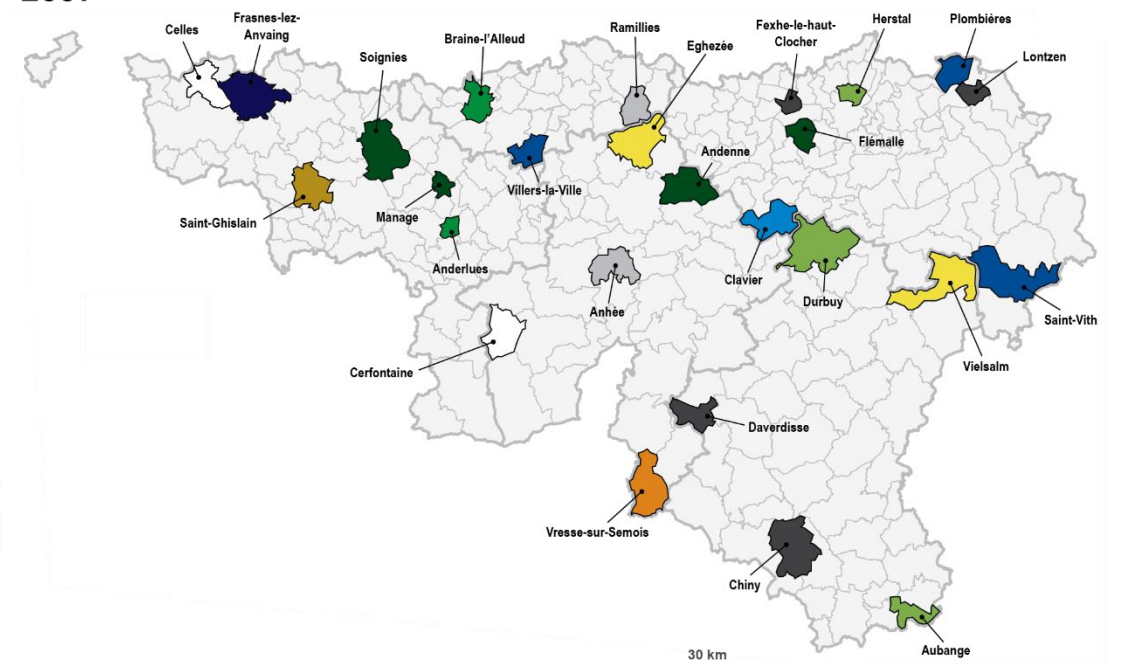 Celles
Frasnes-lez-
Anvaing
Soignies
Braine-l'Alleud
Ramillies
Eghezée
Fexhe-le-haut-
Clocher
Herstal
Plombières
Lontzen
Flémalle
Andenne
Villers-la-Ville
Saint-Ghislain
Manage
Anderlues
Clavier
Durbuy
Anhée
Saint-Vith
Vielsalm
Cerfontaine
Daverdisse
Vresse-sur-Semois
Chiny
Aubange
30 km